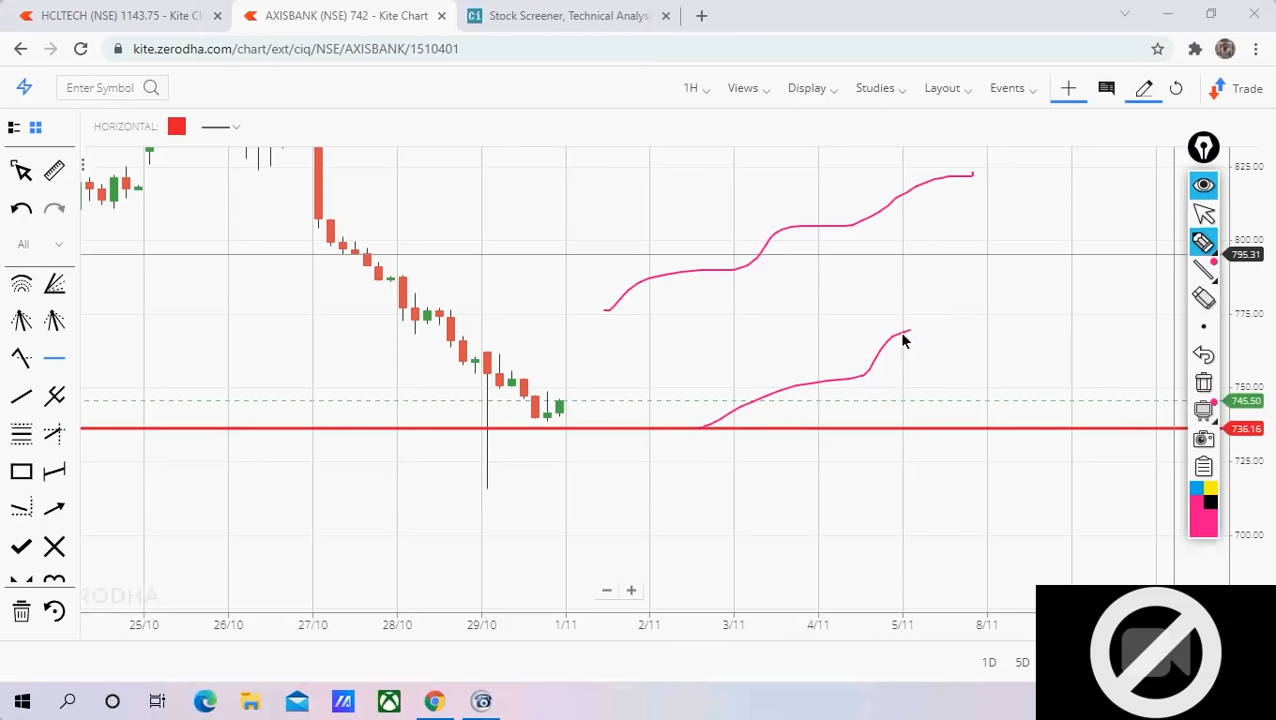 HCLTECH (NSE) 1143.75 - Kite Ch
AXISBANK (NSE) 742 - Kite Chart
Stock Screener, Technical Analysi
kite.zerodha.com/chart/ext/ciq/NSE/AXISBANK/1510401
Enter Symbol
1H
Views
Display
Studies
Layout
Events
Trade
HORIZONTAL:
All
825.00
800.00
795.31
775.00
750.00
745.50
736.16
725.00
700.00
RODHA
25/10
26/10
27/10
28/10
29/10
1/11
2/11
3/11
4/11
5/11
8/11
1D
5D